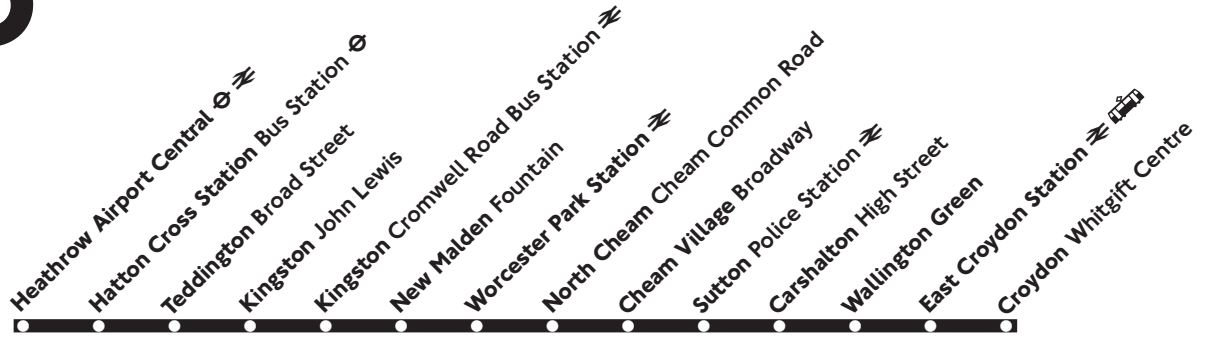 Heathrow Airport Central
Hatton Cross Station Bus Station
Teddington Broad Street
Kingston John Lewis
Kingston Cromwell Road Bus Station
New Malden Fountain
Worcester Park Station
North Cheam Cheam Common Road
Cheam Village Broadway
Sutton Police Station
Carshalton High Street
Wallington Green
East Croydon Station
Croydon Whitgift Centre